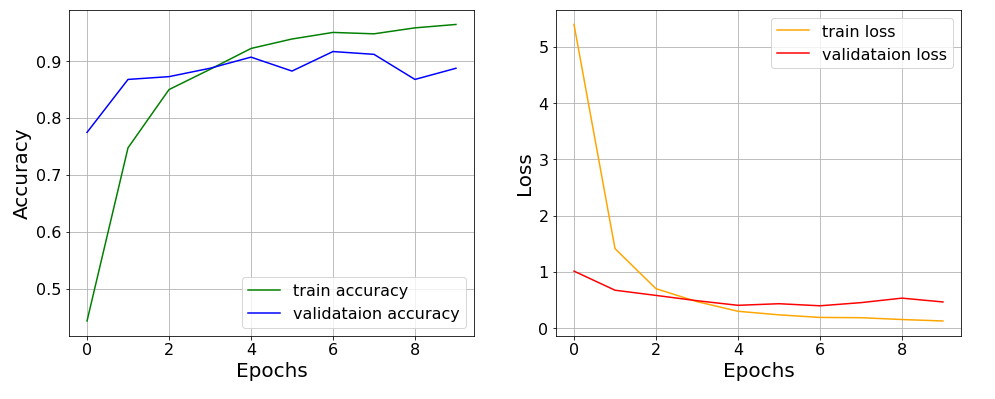 0.9
0.8
0.7
0.6
0.5
Accuracy
0 2 4 6 8
Epochs
train accuracy
validataion accuracy
5
4
3
2
1
0
Loss
0 2 4 6 8
Epochs
train loss
validataion loss